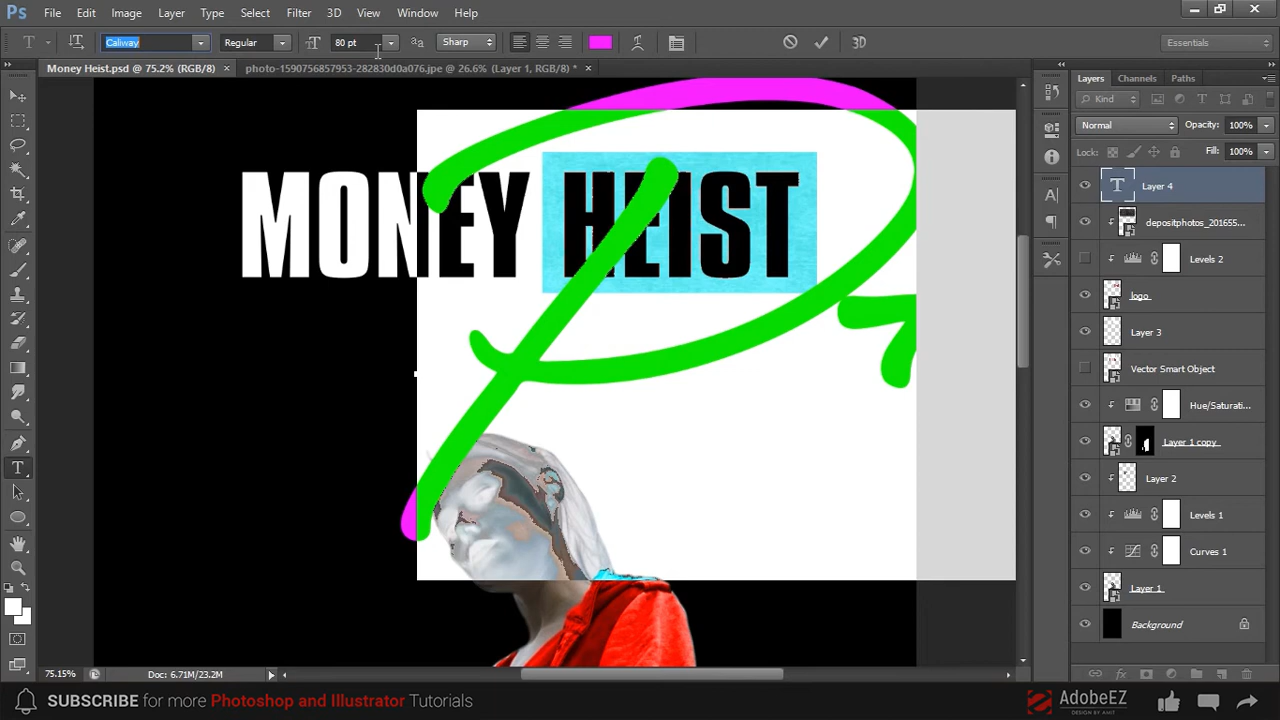 Ps File Edit Image Layer Type Select Filter 3D View Window Help
T Caliway Regular 80 pt Sharp 3D Essentials
Money Heist.psd @ 75.2% (RGB/8) × photo-1590756857953-282830d0a076.jpe @ 26.6% (Layer 1, RGB/8) * ×
Layers Channels Paths
Kind
Normal Opacity: 100%
Lock: Fill: 100%
Layer 4
depositphotos_201655...
Levels 2
logo
Layer 3
Vector Smart Object
Hue/Saturati...
Layer 1 copy
Layer 2
Levels 1
Curves 1
Layer 1
Background
MONEY HEIST
75.15% Doc: 6.71M/23.2M
SUBSCRIBE for more Photoshop and Illustrator Tutorials
AdobeEZ
DESIGN BY AMIT